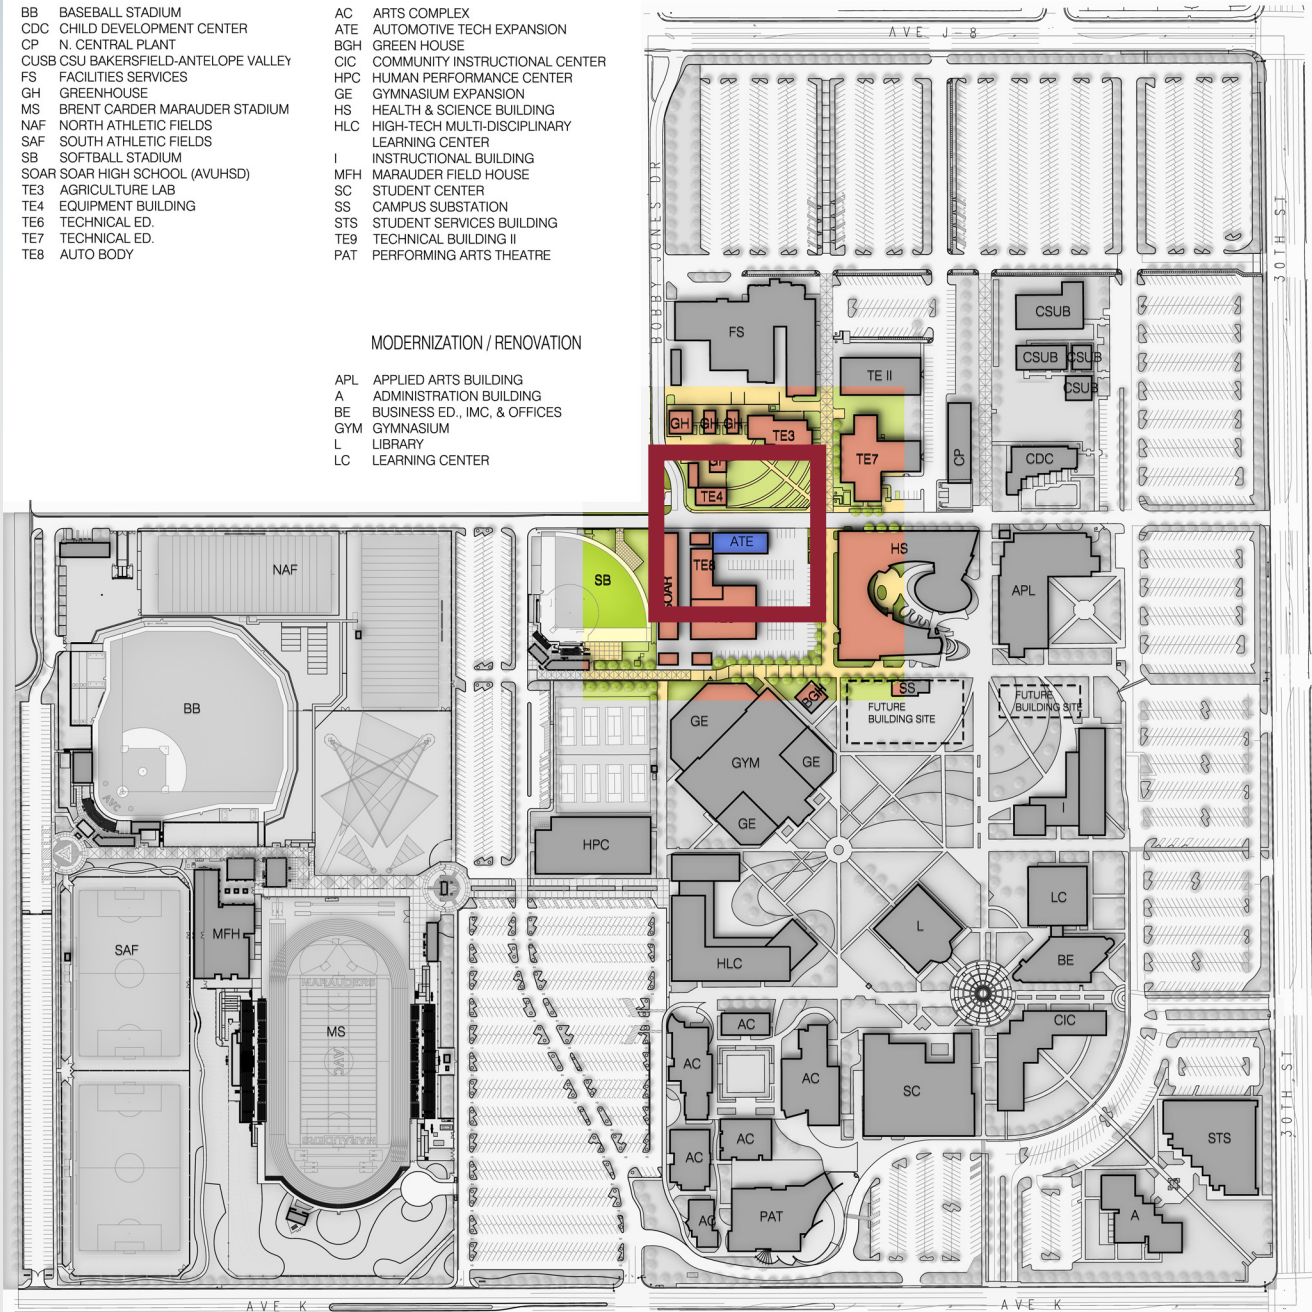 BB BASEBALL STADIUM
CDC CHILD DEVELOPMENT CENTER
CP N. CENTRAL PLANT
CUSB CSU BAKERSFIELD-ANTELOPE VALLEY
FS FACILITIES SERVICES
GH GREENHOUSE
MS BRENT CARDER MARAUDER STADIUM
NAF NORTH ATHLETIC FIELDS
SAF SOUTH ATHLETIC FIELDS
SB SOFTBALL STADIUM
SOAR SOAR HIGH SCHOOL (AVUHSD)
TE3 AGRICULTURE LAB
TE4 EQUIPMENT BUILDING
TE6 TECHNICAL ED.
TE7 TECHNICAL ED.
TE8 AUTO BODY
AC ARTS COMPLEX
ATE AUTOMOTIVE TECH EXPANSION
BGH GREEN HOUSE
CIC COMMUNITY INSTRUCTIONAL CENTER
HPC HUMAN PERFORMANCE CENTER
GE GYMNASIUM EXPANSION
HS HEALTH & SCIENCE BUILDING
HLC HIGH-TECH MULTI-DISCIPLINARY
LEARNING CENTER
I INSTRUCTIONAL BUILDING
MFH MARAUDER FIELD HOUSE
SC STUDENT CENTER
SS CAMPUS SUBSTATION
STS STUDENT SERVICES BUILDING
TE9 TECHNICAL BUILDING II
PAT PERFORMING ARTS THEATRE
MODERNIZATION / RENOVATION
APL APPLIED ARTS BUILDING
A ADMINISTRATION BUILDING
BE BUSINESS ED., IMC, & OFFICES
GYM GYMNASIUM
L LIBRARY
LC LEARNING CENTER
AVE J-8
BOBBY JONES DR
30TH ST
FS
CSUB
CSUB
CSUB
CSUB
TE II
GH
GH
GH
TE3
TE7
CP
CDC
TE4
ATE
HS
NAF
SB
SOAR
APL
BB
GE
BGH
SS
FUTURE
BUILDING SITE
FUTURE
BUILDING SITE
GYM
GE
GE
I
AVC
HPC
LC
L
SAF
MFH
HLC
BE
MARAUDERS
CIC
AC
MS
AVC
AC
AC
SC
STS
30TH ST
AC
AC
MARAUDERS
AC
PAT
A
AVE K
AVE K